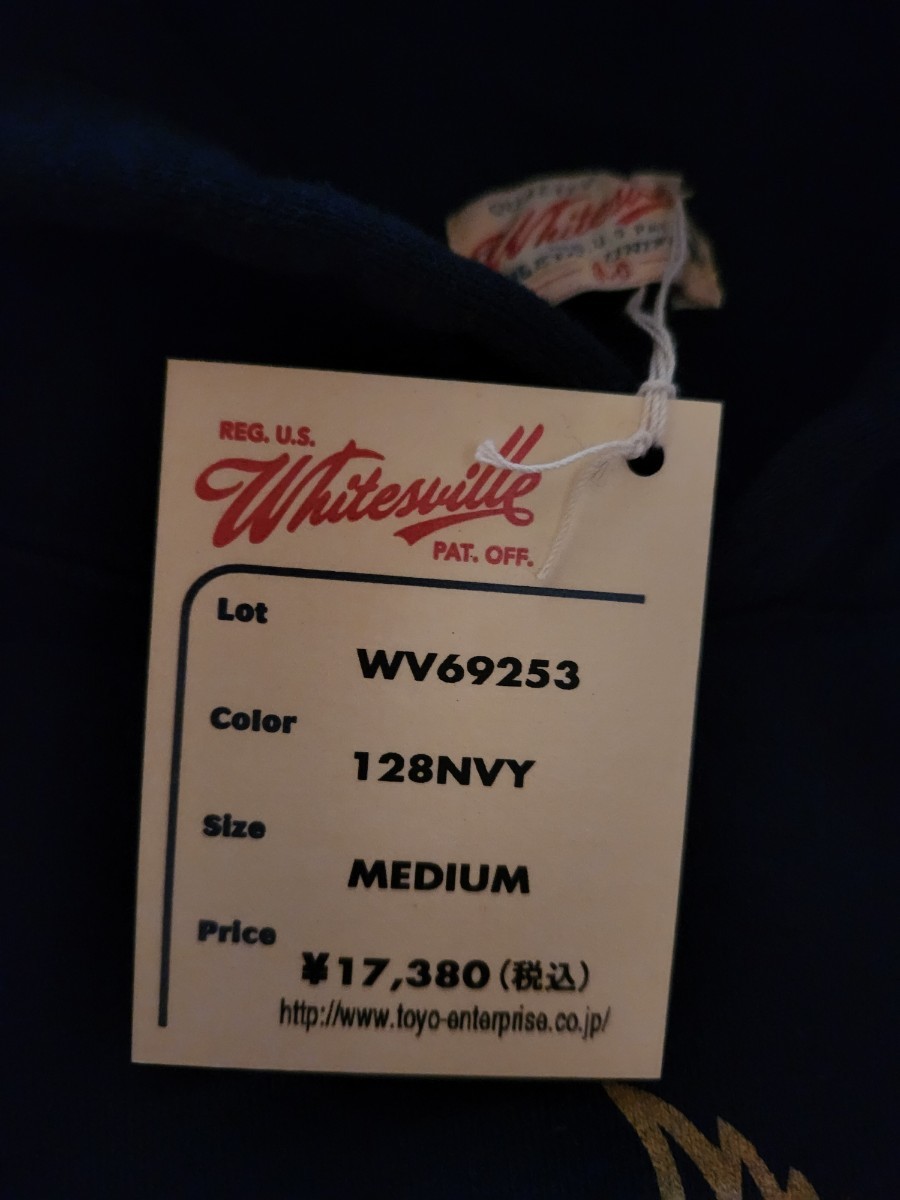 Whitesville
REG. U.S.
Whitesville
PAT. OFF.
Lot
WV69253
Color
128NVY
Size
MEDIUM
Price
¥17,380(税込)
http://www.toyo-enterprise.co.jp/